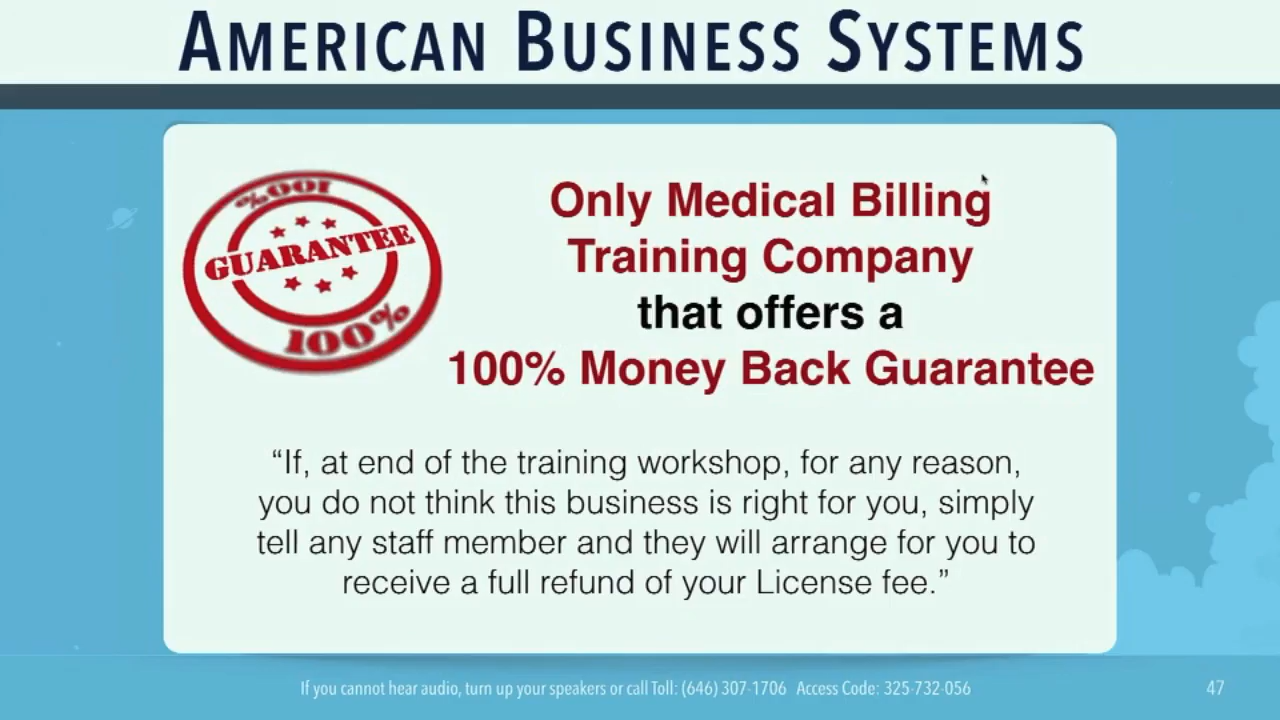 AMERICAN BUSINESS SYSTEMS
100%
GUARANTEE
100%
Only Medical Billing
Training Company
that offers a
100% Money Back Guarantee
“If, at end of the training workshop, for any reason,
you do not think this business is right for you, simply
tell any staff member and they will arrange for you to
receive a full refund of your License fee.”
If you cannot hear audio, turn up your speakers or call Toll: (646) 307-1706 Access Code: 325-732-056
47